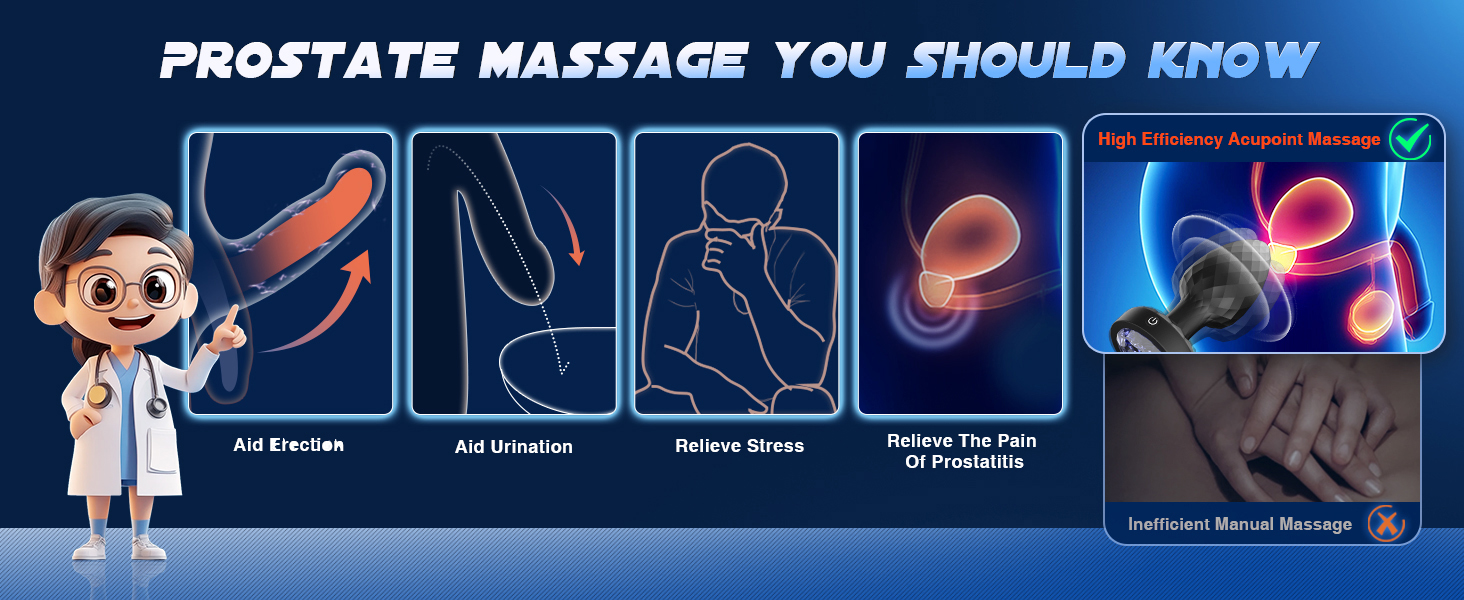 PROSTATE MASSAGE YOU SHOULD KNOW
High Efficiency Acupoint Massage
Aid Erection
Aid Urination
Relieve Stress
Relieve The Pain
Of Prostatitis
Inefficient Manual Massage